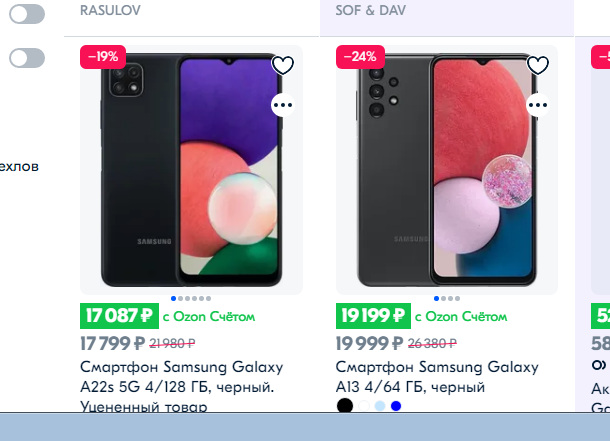 RASULOV
SOF & DAV
ехлов
–19%
SAMSUNG
17 087 ₽ с Ozon Счётом
17 799 ₽ 21 980 ₽
Смартфон Samsung Galaxy
A22s 5G 4/128 ГБ, черный.
Уцененный товар
–24%
SAMSUNG
19 199 ₽ с Ozon Счётом
19 999 ₽ 26 380 ₽
Смартфон Samsung Galaxy
A13 4/64 ГБ, черный
58
Ак